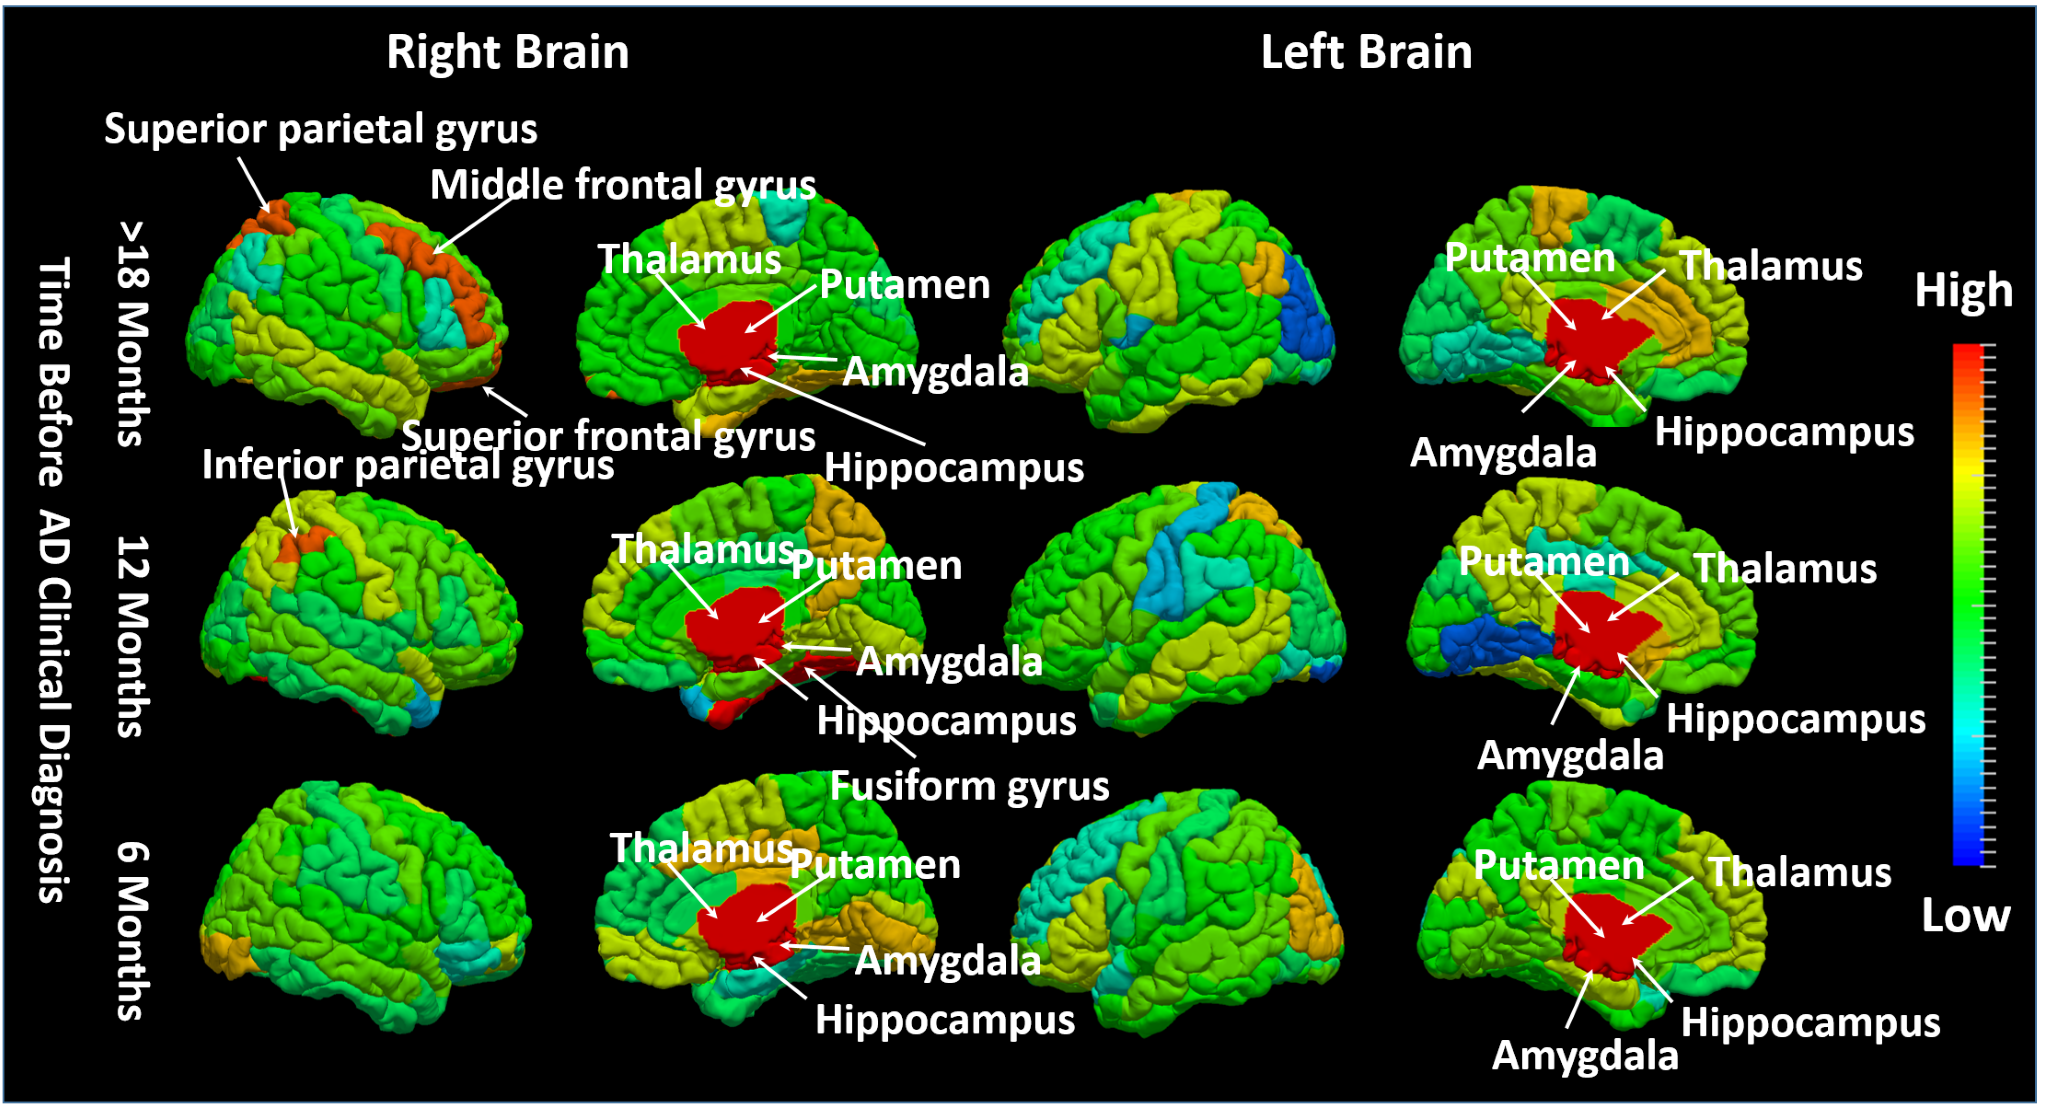 Right Brain
Left Brain
Superior parietal gyrus
Middle frontal gyrus
>18 Months
Thalamus
Putamen
Amygdala
Superior frontal gyrus
Hippocampus
Putamen
Thalamus
Amygdala
Hippocampus
High
Low
Time Before AD Clinical Diagnosis
Inferior parietal gyrus
12 Months
Thalamus
Putamen
Amygdala
Hippocampus
Fusiform gyrus
Putamen
Thalamus
Hippocampus
Amygdala
6 Months
Thalamus
Putamen
Amygdala
Hippocampus
Putamen
Thalamus
Hippocampus
Amygdala